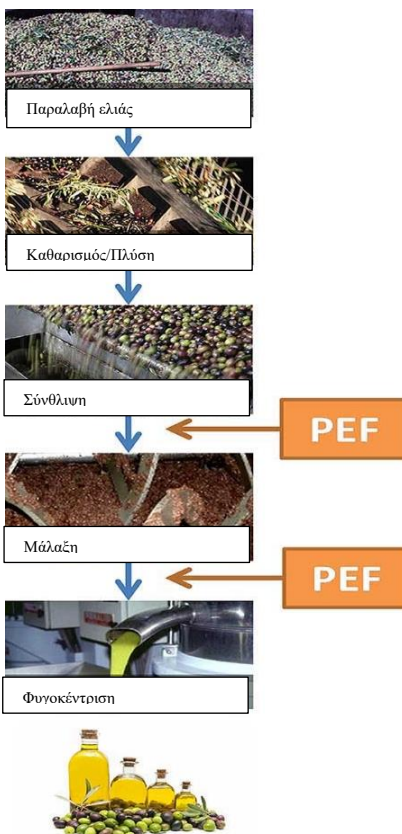 Παραλαβή ελιάς
Καθαρισμός/Πλύση
Σύνθλιψη
PEF
Μάλαξη
PEF
Φυγοκέντριση